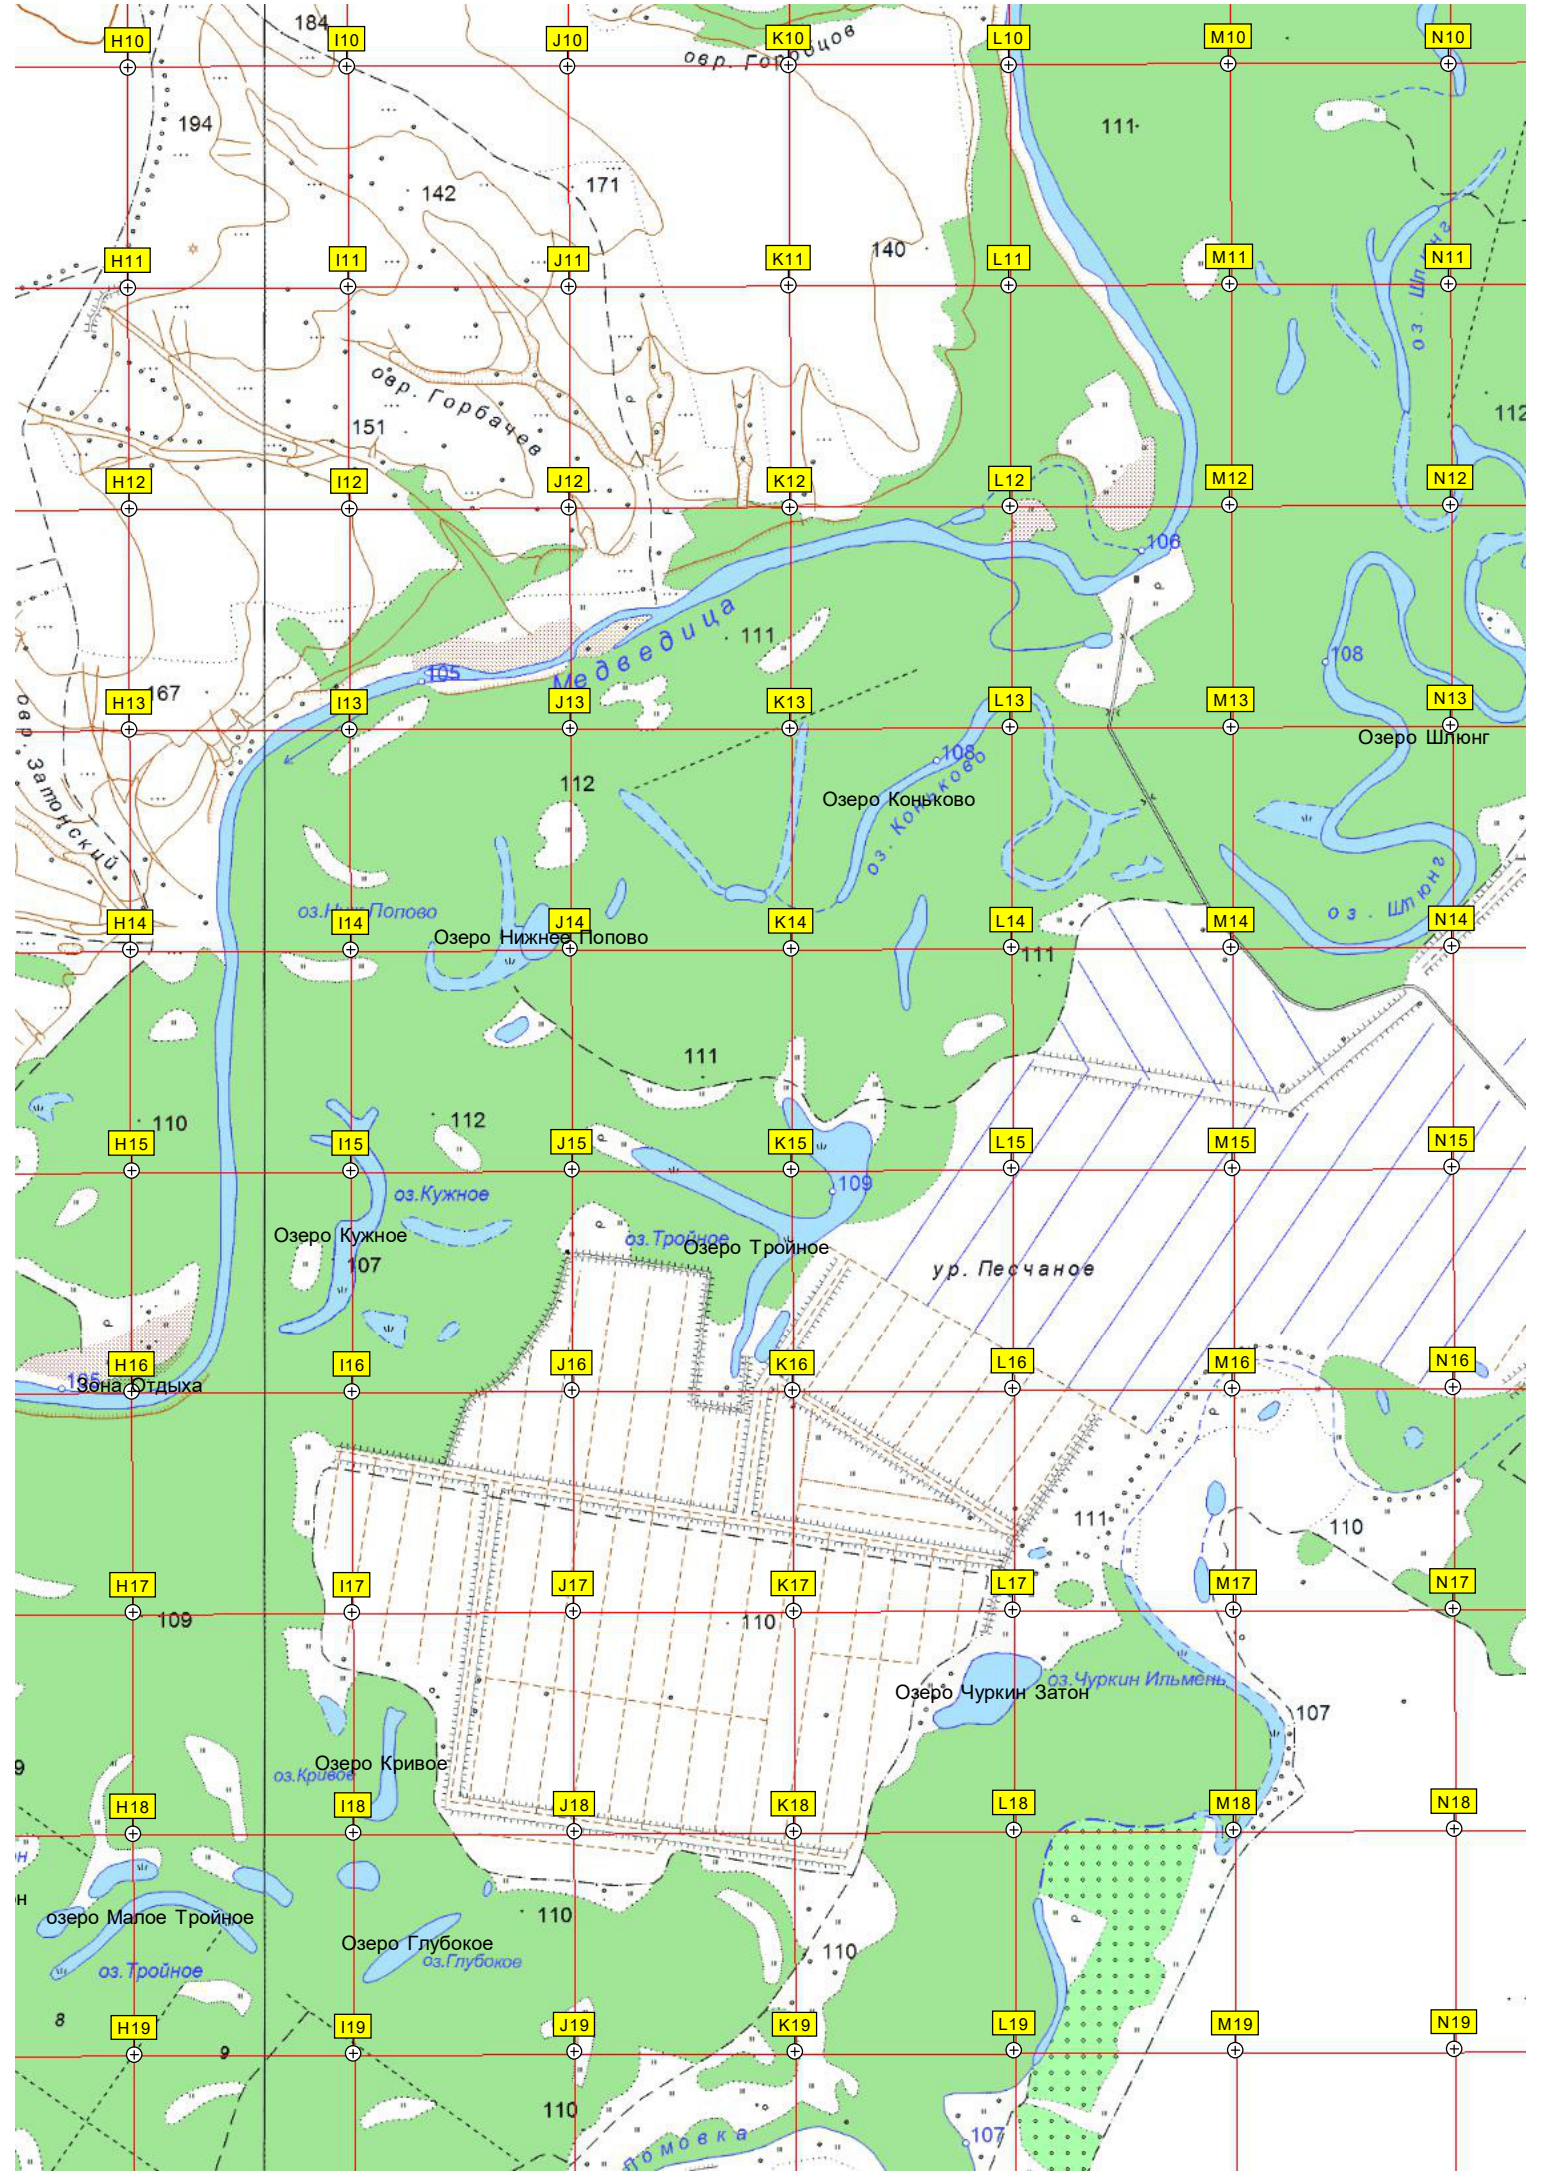 184
H10 I10 J10 K10 L10 M10 N10
овр. Горобцов
194
111
142
171
140
оз. Шлюнг
H11 I11 J11 K11 L11 M11 N11
овр. Горбачев
151
112
H12 I12 J12 K12 L12 M12 N12
106
Медведица
111
108
105
167
H13 I13 J13 K13 L13 M13 N13
овр. Затонский
Озеро Шлюнг
108
112
Озеро Коньково
оз. Коньково
оз. Шлюнг
оз.Ниж.Попово
H14 I14 J14 K14 L14 M14 N14
Озеро Нижнее Попово
111
111
110
112
H15 I15 J15 K15 L15 M15 N15
109
оз.Кужное
Озеро Кужное
оз.Тройное
Озеро Тройное
107
ур. Песчаное
H16 I16 J16 K16 L16 M16 N16
105
Зона Отдыха
111
110
H17 I17 J17 K17 L17 M17 N17
109
110
оз.Чуркин Ильмень
Озеро Чуркин Затон
107
9
Озеро Кривое
оз.Кривое
H18 I18 J18 K18 L18 M18 N18
н
он
озеро Малое Тройное
110
Озеро Глубокое
110
оз.Глубокое
оз.Тройное
8
H19 I19 J19 K19 L19 M19 N19
9
110
Ломовка
107